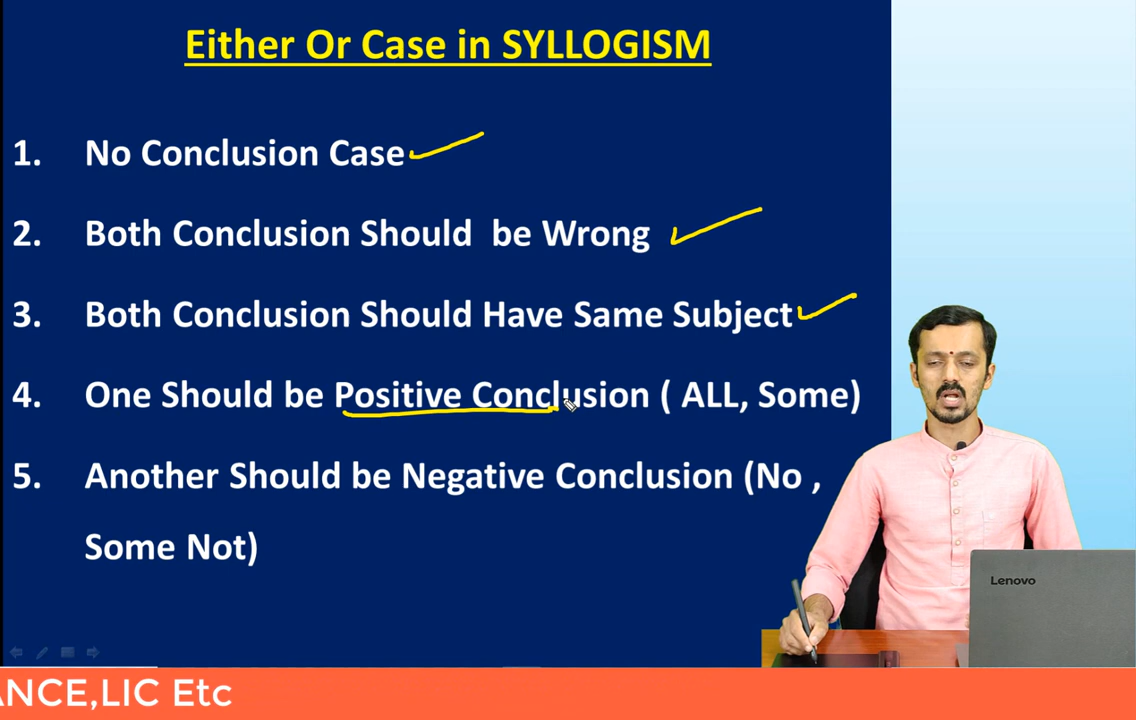 Either Or Case in SYLLOGISM
1. No Conclusion Case
2. Both Conclusion Should be Wrong
3. Both Conclusion Should Have Same Subject
4. One Should be Positive Conclusion ( ALL, Some)
5. Another Should be Negative Conclusion (No ,
Some Not)
Lenovo
ANCE,LIC Etc